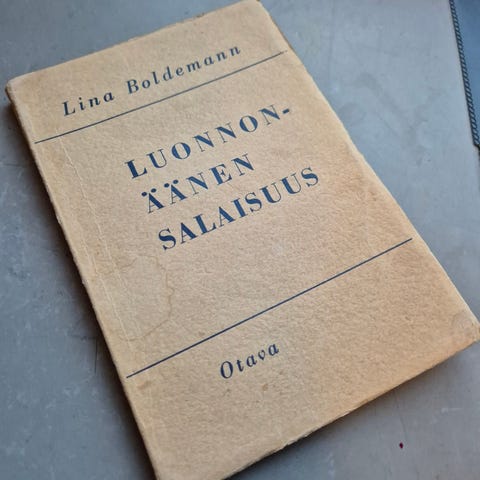 Lina Boldemann
LUONNON-
ÄÄNEN
SALAISUUS
Otava